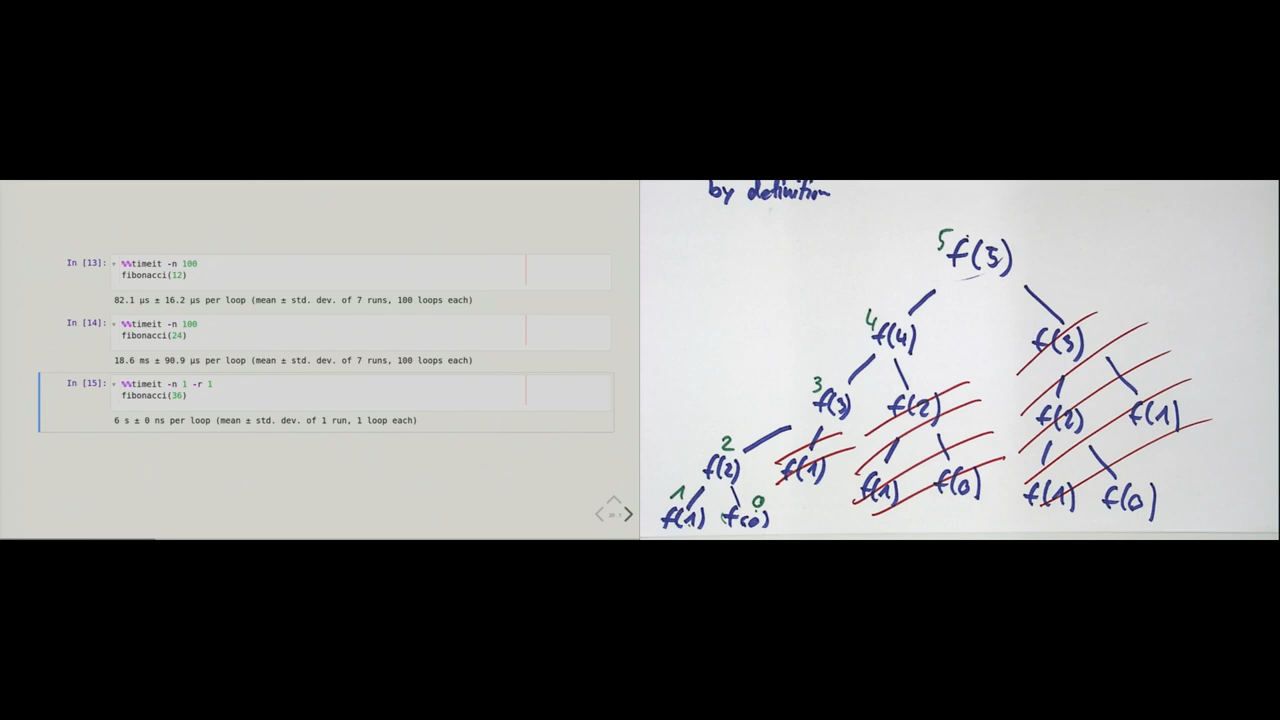 In [13]: %%timeit -n 100
fibonacci(12)
82.1 µs ± 16.2 µs per loop (mean ± std. dev. of 7 runs, 100 loops each)
In [14]: %%timeit -n 100
fibonacci(24)
18.6 ms ± 90.9 µs per loop (mean ± std. dev. of 7 runs, 100 loops each)
In [15]: %%timeit -n 1 -r 1
fibonacci(36)
6 s ± 0 ns per loop (mean ± std. dev. of 1 run, 1 loop each)
by definition
5 f(5)
4 f(4) f(3)
3 f(3) f(2) f(2) f(1)
2 f(2) f(1) f(1) f(0) f(1) f(0)
1 f(1) f(0) 0